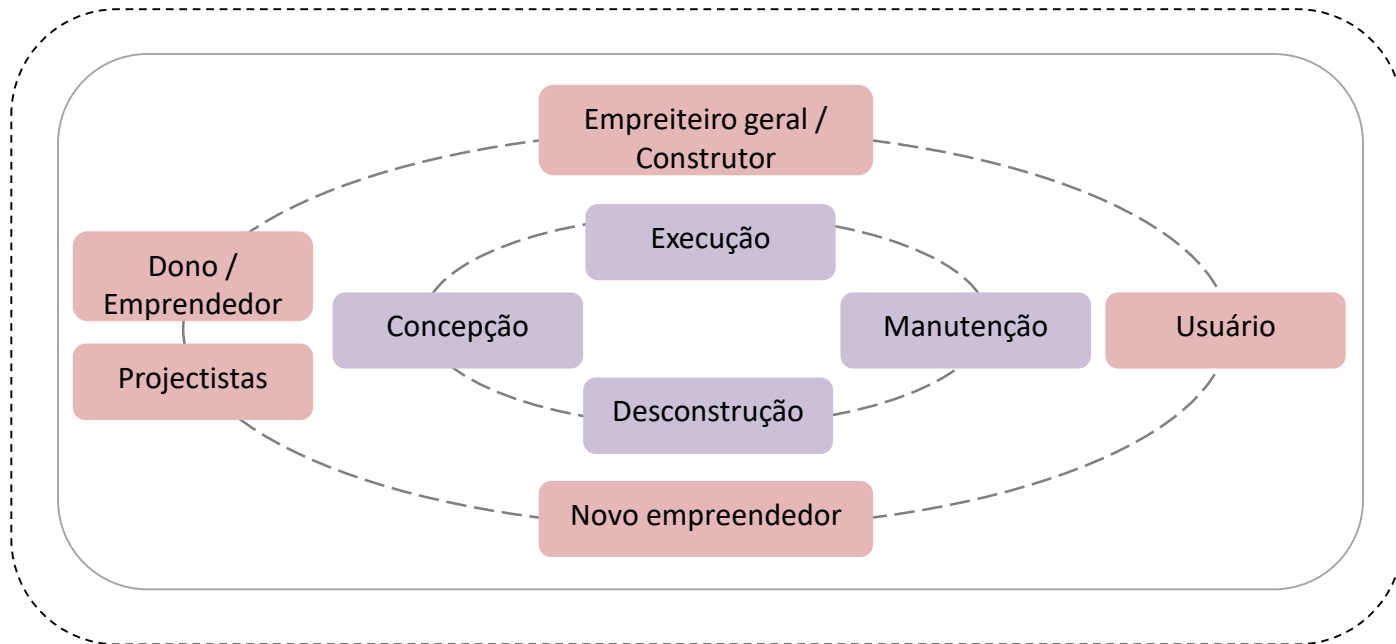 Empreiteiro geral /
Construtor
Execução
Dono /
Emprendedor
Concepção
Manutenção
Usuário
Projectistas
Desconstrução
Novo empreendedor